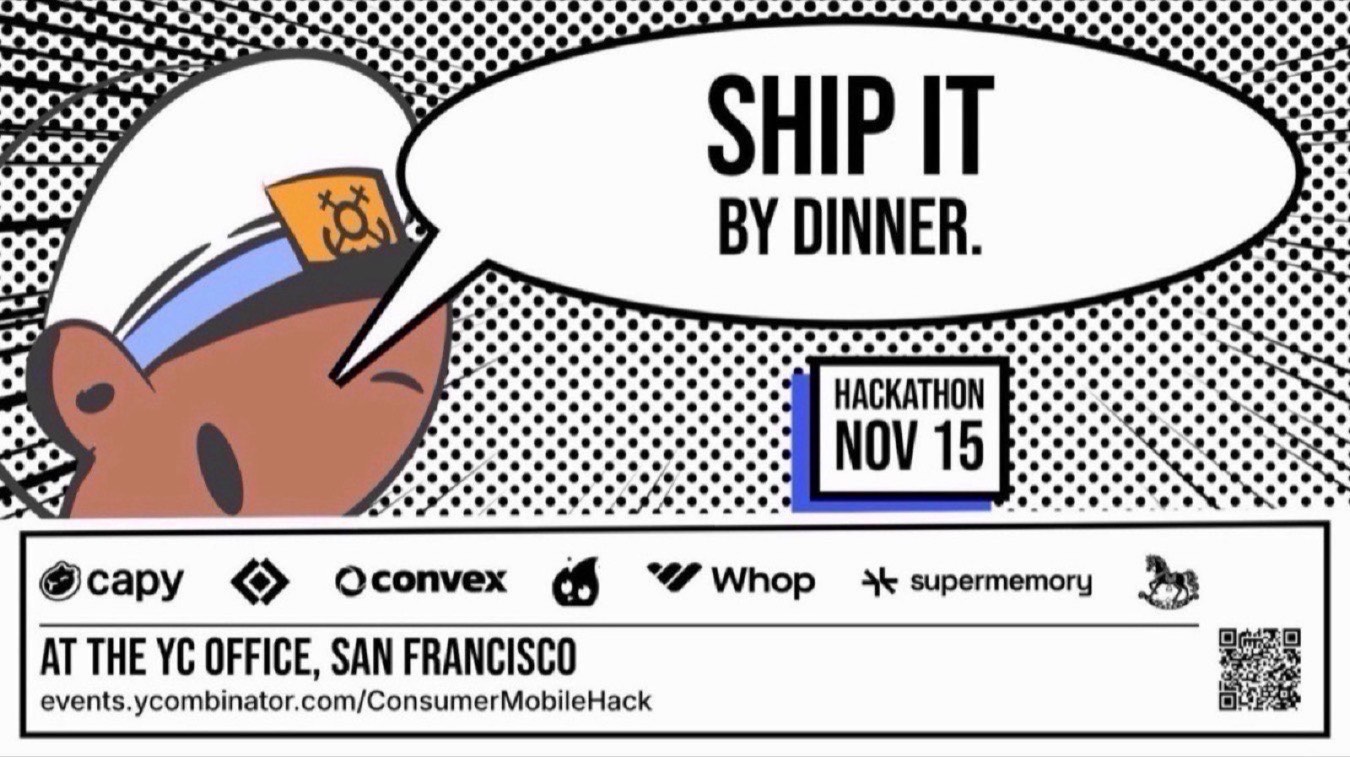 SHIP IT
BY DINNER.
HACKATHON
NOV 15
capy
convex
Whop
supermemory
AT THE YC OFFICE, SAN FRANCISCO
events.ycombinator.com/ConsumerMobileHack